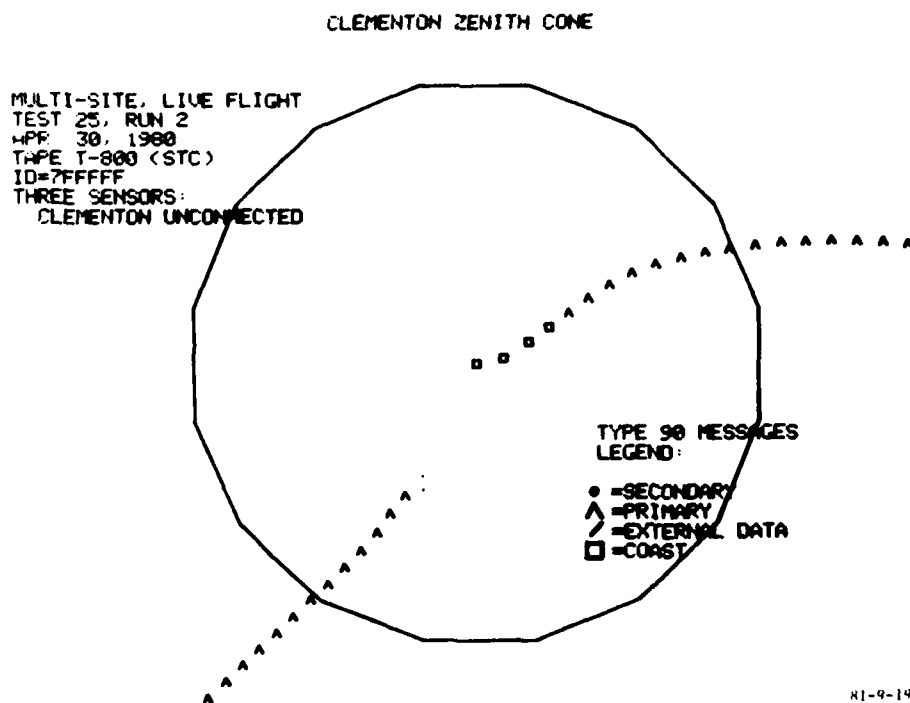 CLEMENTON ZENITH CONE
MULTI-SITE, LIVE FLIGHT
TEST 25, RUN 2
APR 30, 1980
TAPE T-800 (STC)
ID=7FFFFF
THREE SENSORS:
CLEMENTON UNCONNECTED
TYPE 90 MESSAGES
LEGEND:
=SECONDARY
=PRIMARY
=EXTERNAL DATA
=COAST
81-9-14